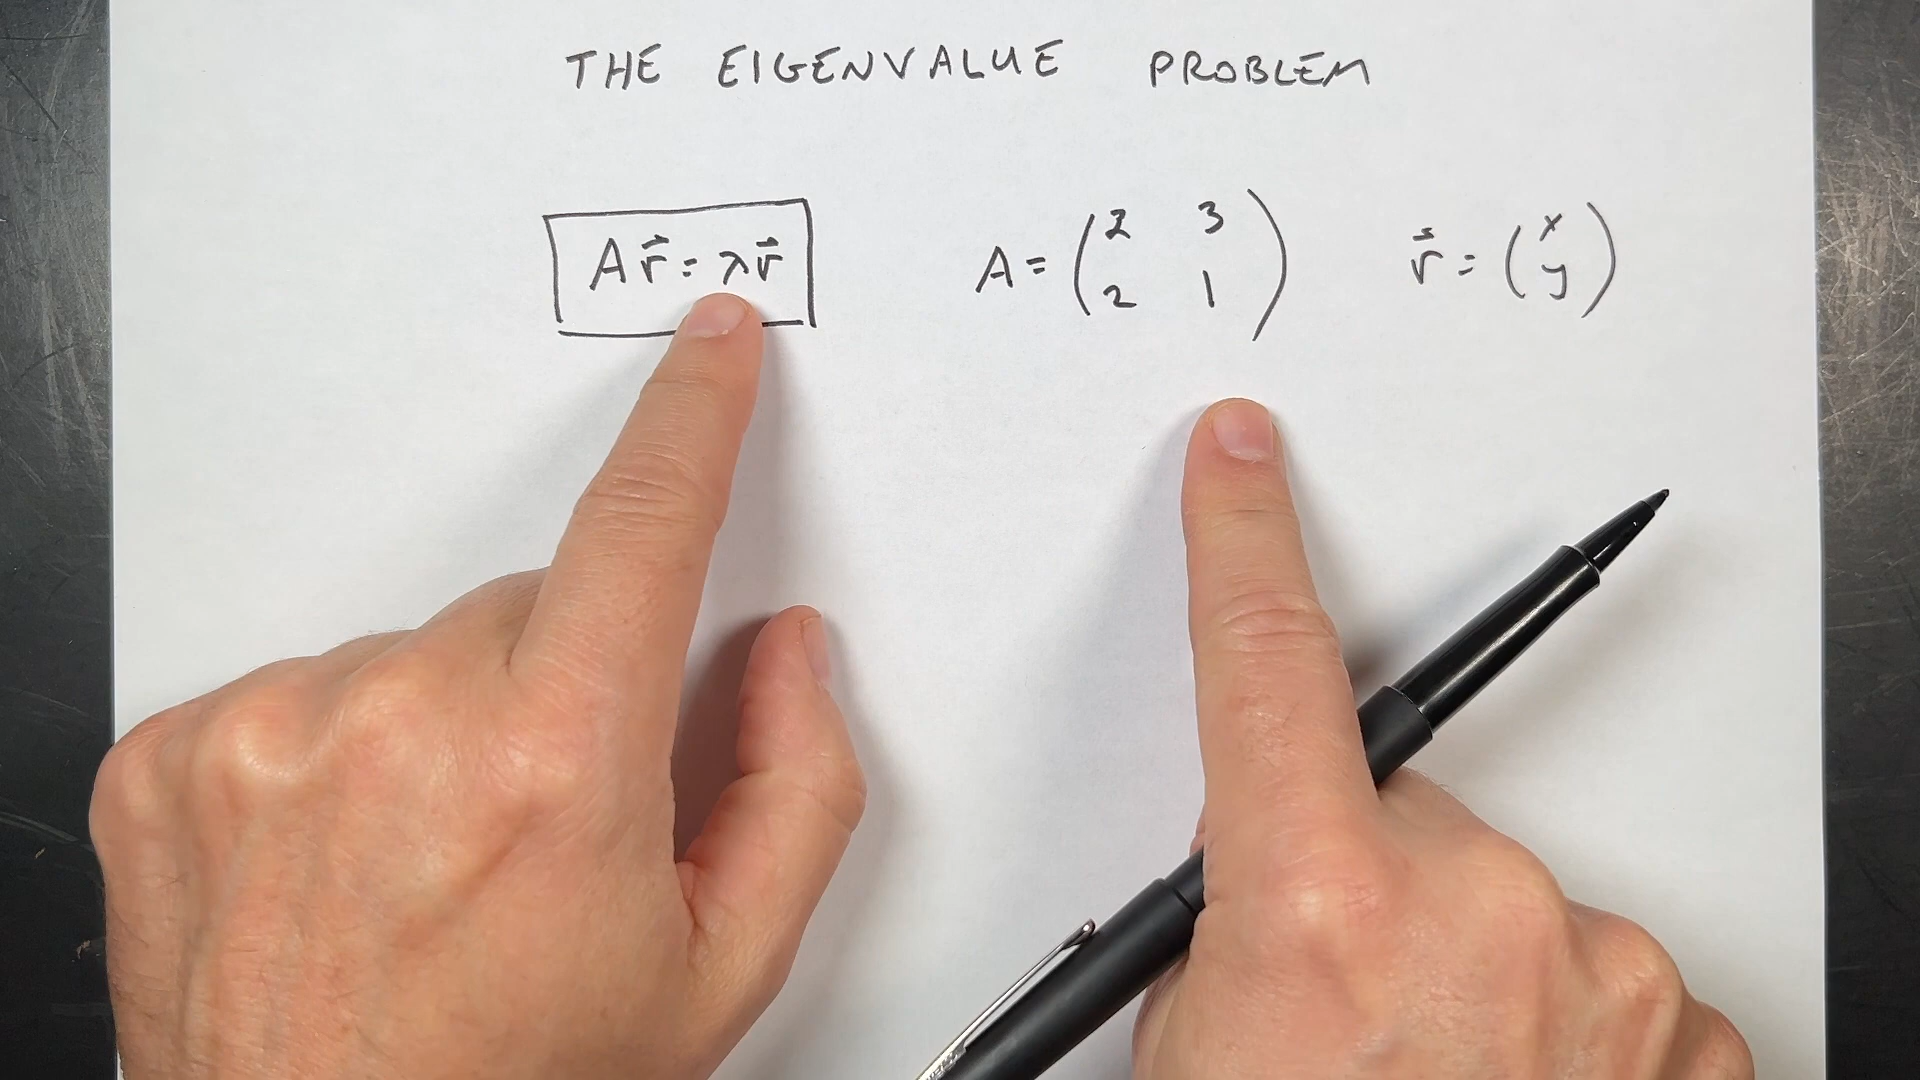 THE EIGENVALUE PROBLEM
A r⃗ = λ r⃗   A = ( 2 3 ; 2 1 )   r⃗ = ( x ; y )